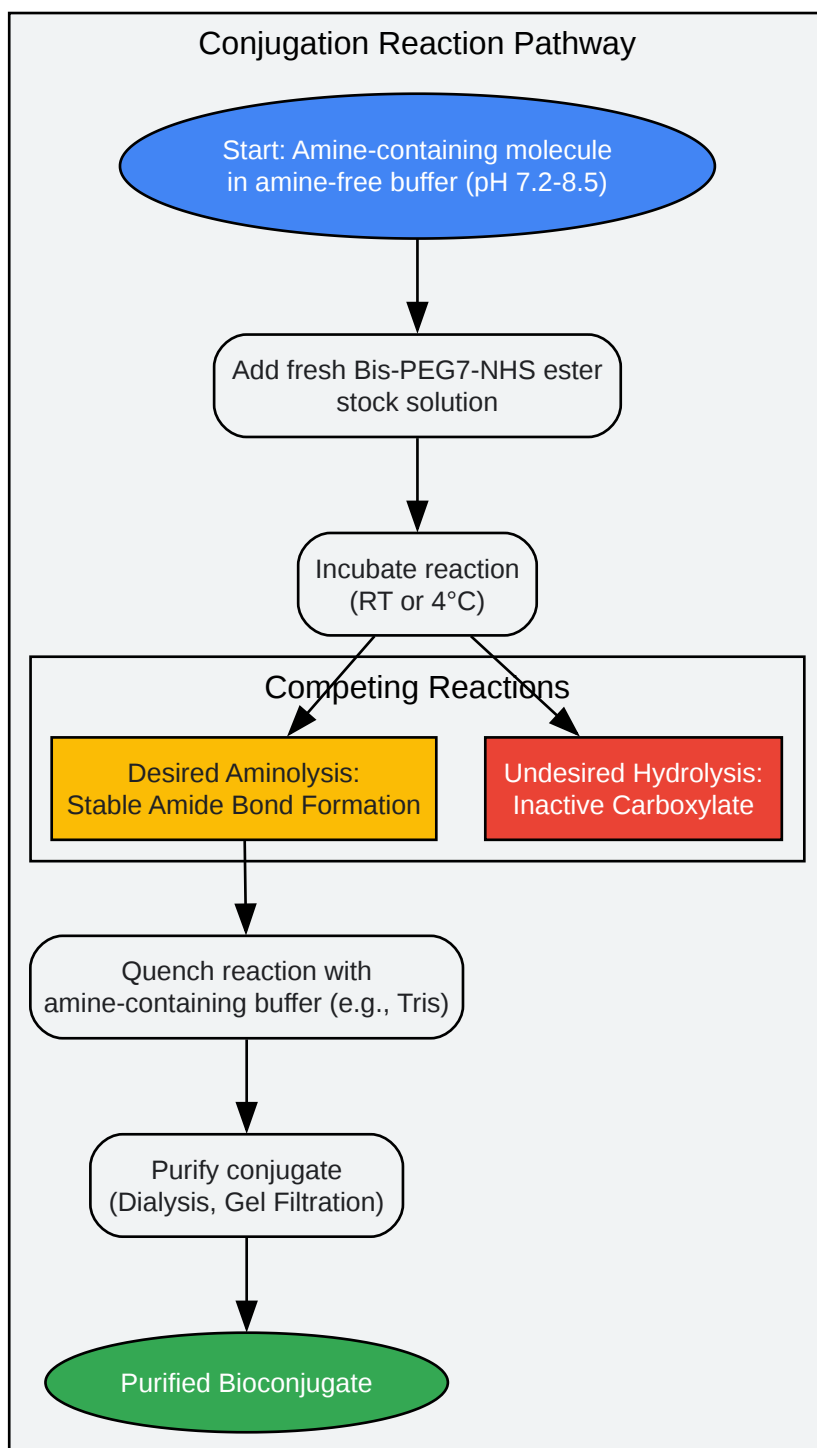 Conjugation Reaction Pathway
Start: Amine-containing molecule
in amine-free buffer (pH 7.2-8.5)
Add fresh Bis-PEG7-NHS ester
stock solution
Incubate reaction
(RT or 4°C)
Competing Reactions
Desired Aminolysis:
Stable Amide Bond Formation
Undesired Hydrolysis:
Inactive Carboxylate
Quench reaction with
amine-containing buffer (e.g., Tris)
Purify conjugate
(Dialysis, Gel Filtration)
Purified Bioconjugate